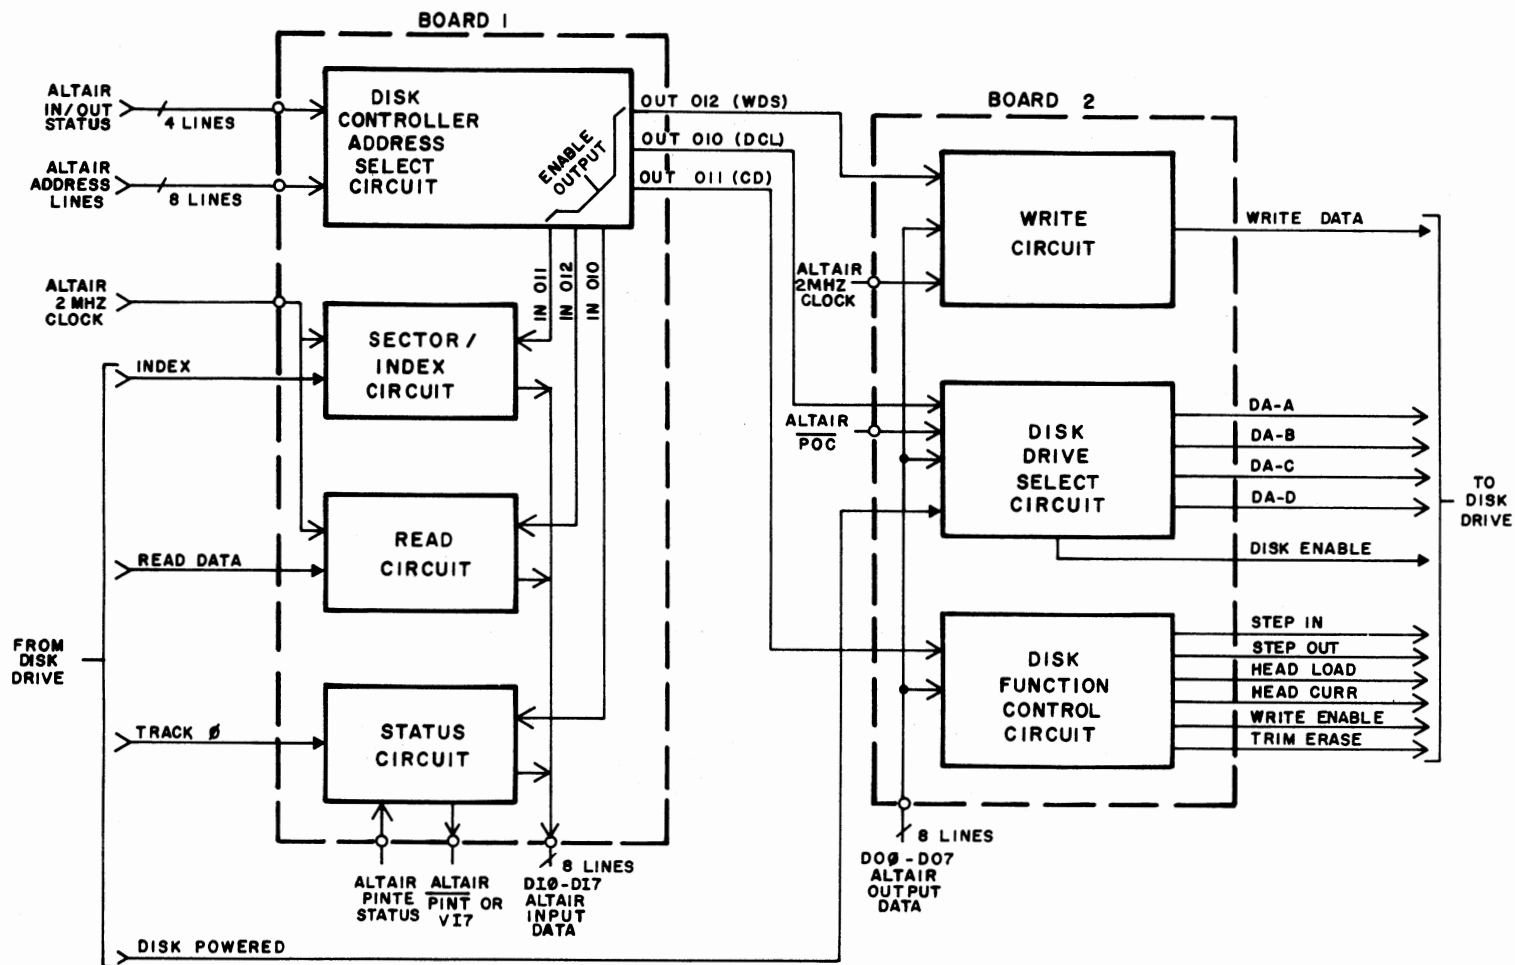 BOARD 1
ALTAIR
IN/OUT
STATUS
4 LINES
ALTAIR
ADDRESS
LINES
8 LINES
DISK
CONTROLLER
ADDRESS
SELECT
CIRCUIT
ENABLE
OUTPUT
OUT 012 (WDS)
OUT 010 (DCL)
OUT 011 (CD)
IN 011
IN 012
IN 010
ALTAIR
2 MHZ
CLOCK
SECTOR/
INDEX
CIRCUIT
INDEX
READ
CIRCUIT
READ DATA
FROM
DISK
DRIVE
STATUS
CIRCUIT
TRACK Ø
ALTAIR
PINTE
STATUS
ALTAIR
PINT OR
VI7
8 LINES
DIØ-DI7
ALTAIR
INPUT
DATA
DISK POWERED
BOARD 2
WRITE
CIRCUIT
ALTAIR
2MHZ
CLOCK
WRITE DATA
ALTAIR
POC
DISK
DRIVE
SELECT
CIRCUIT
DA-A
DA-B
DA-C
DA-D
DISK ENABLE
TO
DISK
DRIVE
DISK
FUNCTION
CONTROL
CIRCUIT
STEP IN
STEP OUT
HEAD LOAD
HEAD CURR
WRITE ENABLE
TRIM ERASE
8 LINES
DOØ-DO7
ALTAIR
OUTPUT
DATA